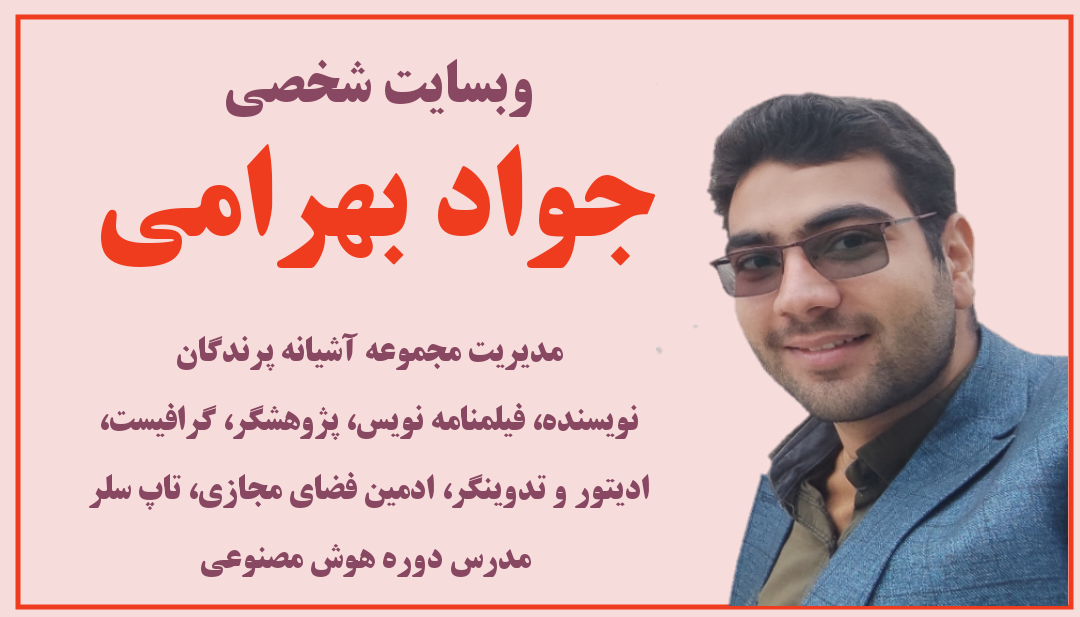 وبسایت شخصی
جواد بهرامی
مدیریت مجموعه آشیانه پرندگان
نویسنده، فیلمنامه نویس، پژوهشگر، گرافیست،
ادیتور و تدوینگر، ادمین فضای مجازی، تاپ سلر
مدرس دوره هوش مصنوعی